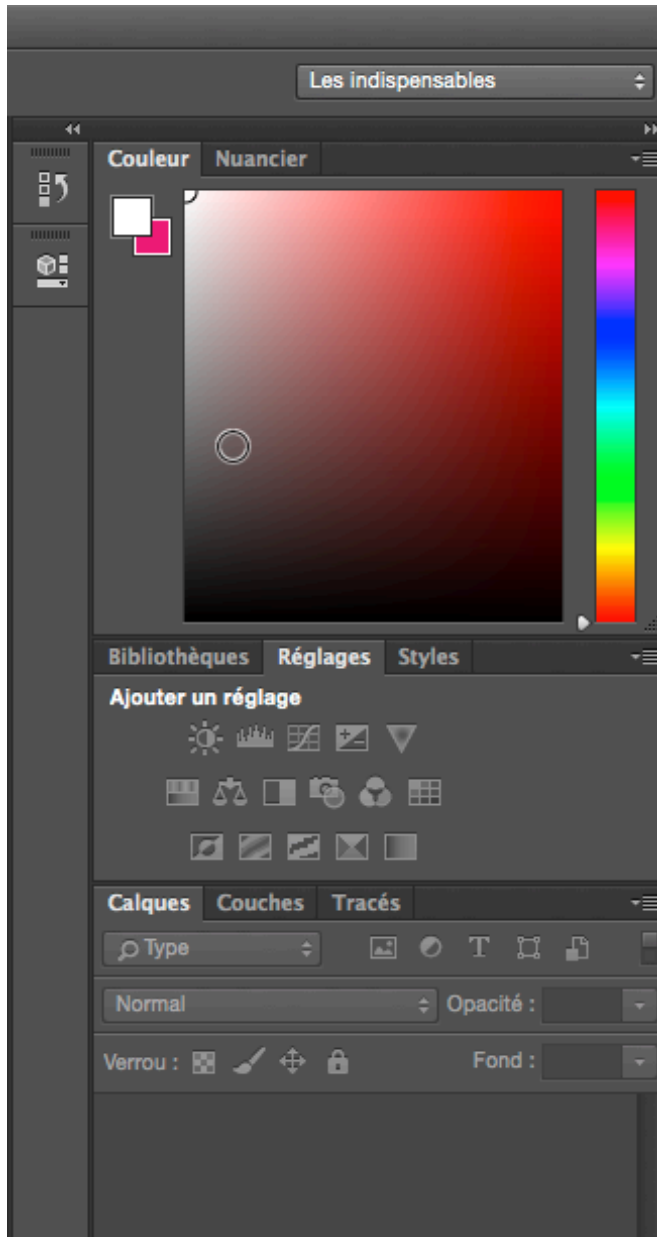 Les indispensables
Couleur Nuancier
Bibliothèques Réglages Styles
Ajouter un réglage
Calques Couches Tracés
Type
Normal Opacité :
Verrou : Fond :